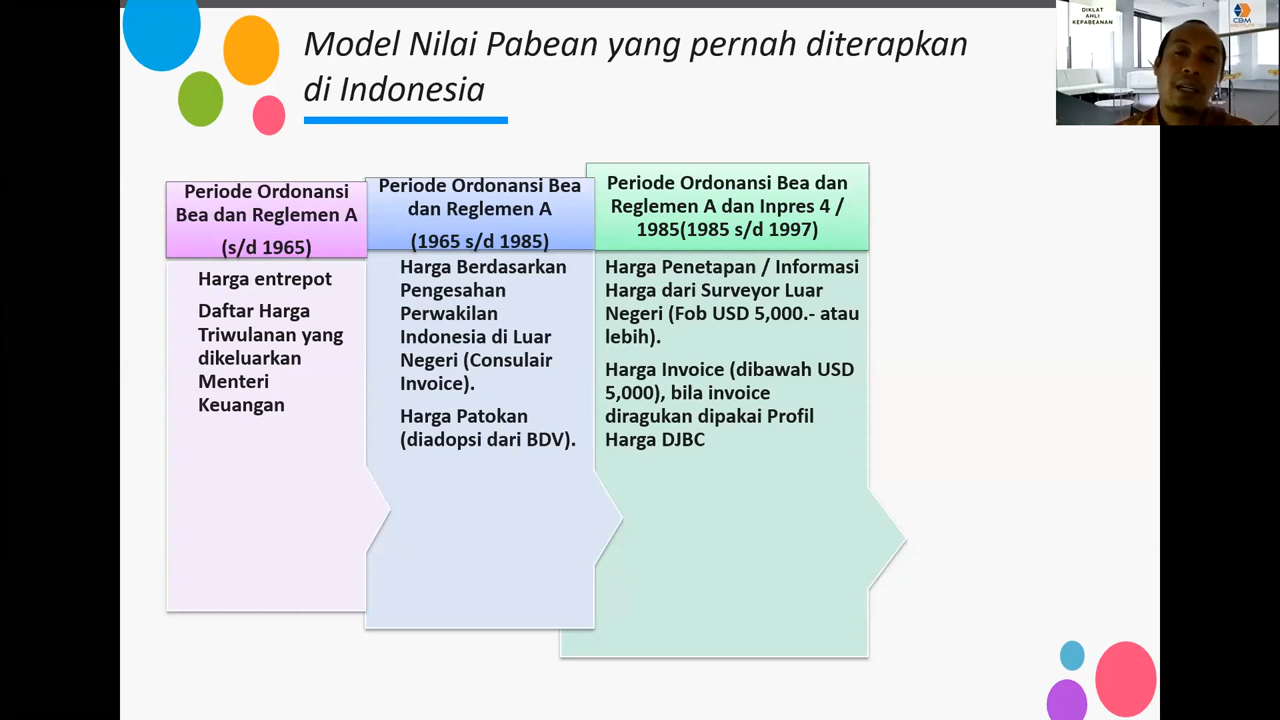 Model Nilai Pabean yang pernah diterapkan
di Indonesia
DIKLAT
AHLI
KEPABEANAN
CBM
INSTITUTE
Periode Ordonansi
Bea dan Reglemen A
(s/d 1965)
Harga entrepot
Daftar Harga
Triwulanan yang
dikeluarkan
Menteri
Keuangan
Periode Ordonansi Bea
dan Reglemen A
(1965 s/d 1985)
Harga Berdasarkan
Pengesahan
Perwakilan
Indonesia di Luar
Negeri (Consulair
Invoice).
Harga Patokan
(diadopsi dari BDV).
Periode Ordonansi Bea dan
Reglemen A dan Inpres 4 /
1985(1985 s/d 1997)
Harga Penetapan / Informasi
Harga dari Surveyor Luar
Negeri (Fob USD 5,000.- atau
lebih).
Harga Invoice (dibawah USD
5,000), bila invoice
diragukan dipakai Profil
Harga DJBC